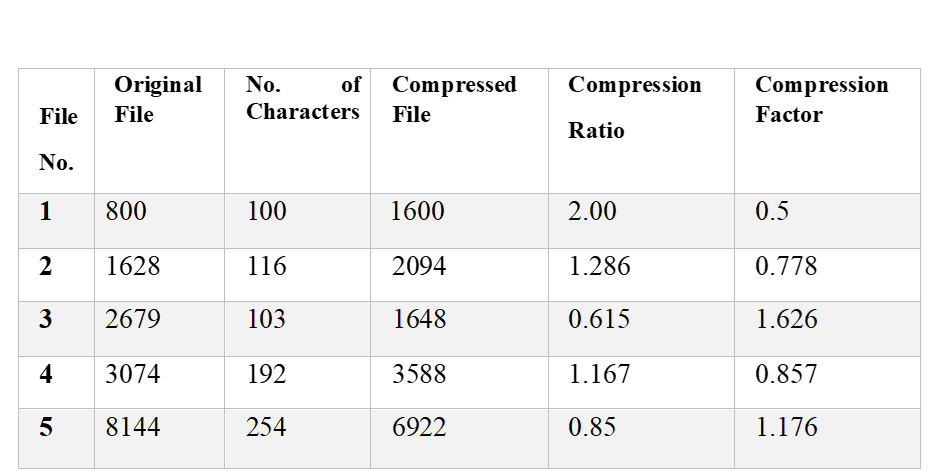 File No. Original File No. of Characters Compressed File Compression Ratio Compression Factor
1 800 100 1600 2.00 0.5
2 1628 116 2094 1.286 0.778
3 2679 103 1648 0.615 1.626
4 3074 192 3588 1.167 0.857
5 8144 254 6922 0.85 1.176